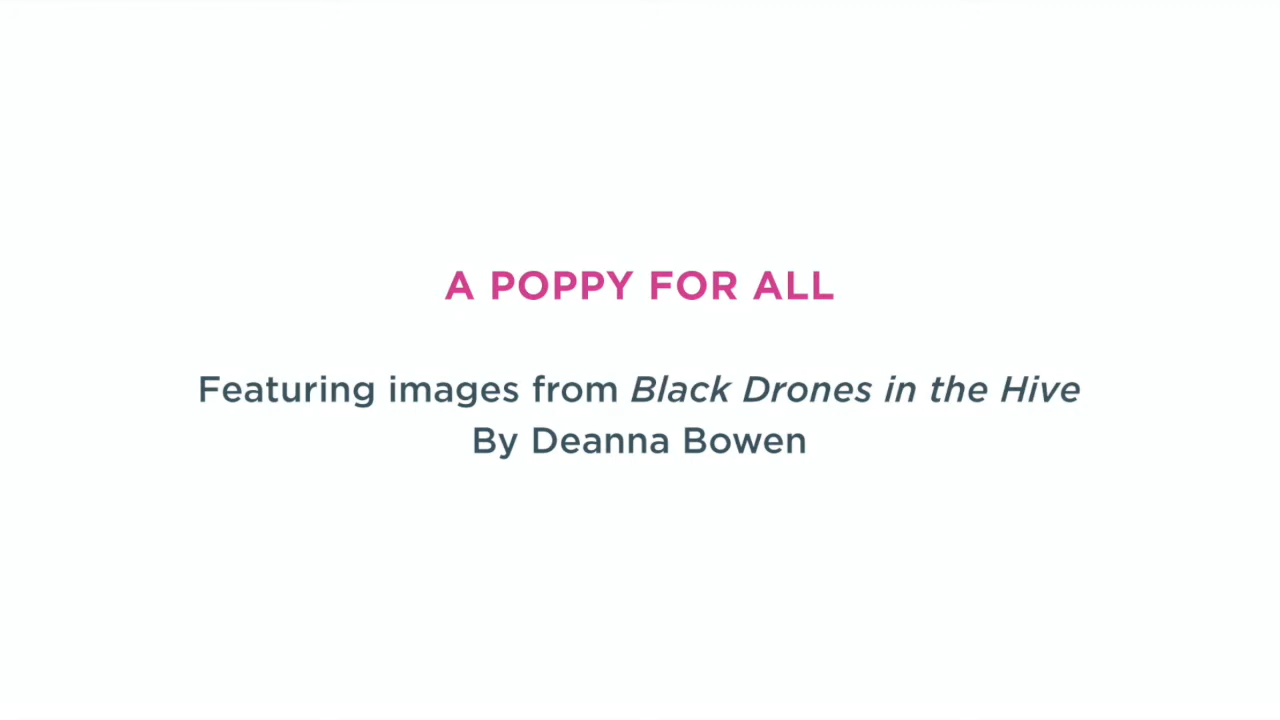 A POPPY FOR ALL
Featuring images from Black Drones in the Hive
By Deanna Bowen